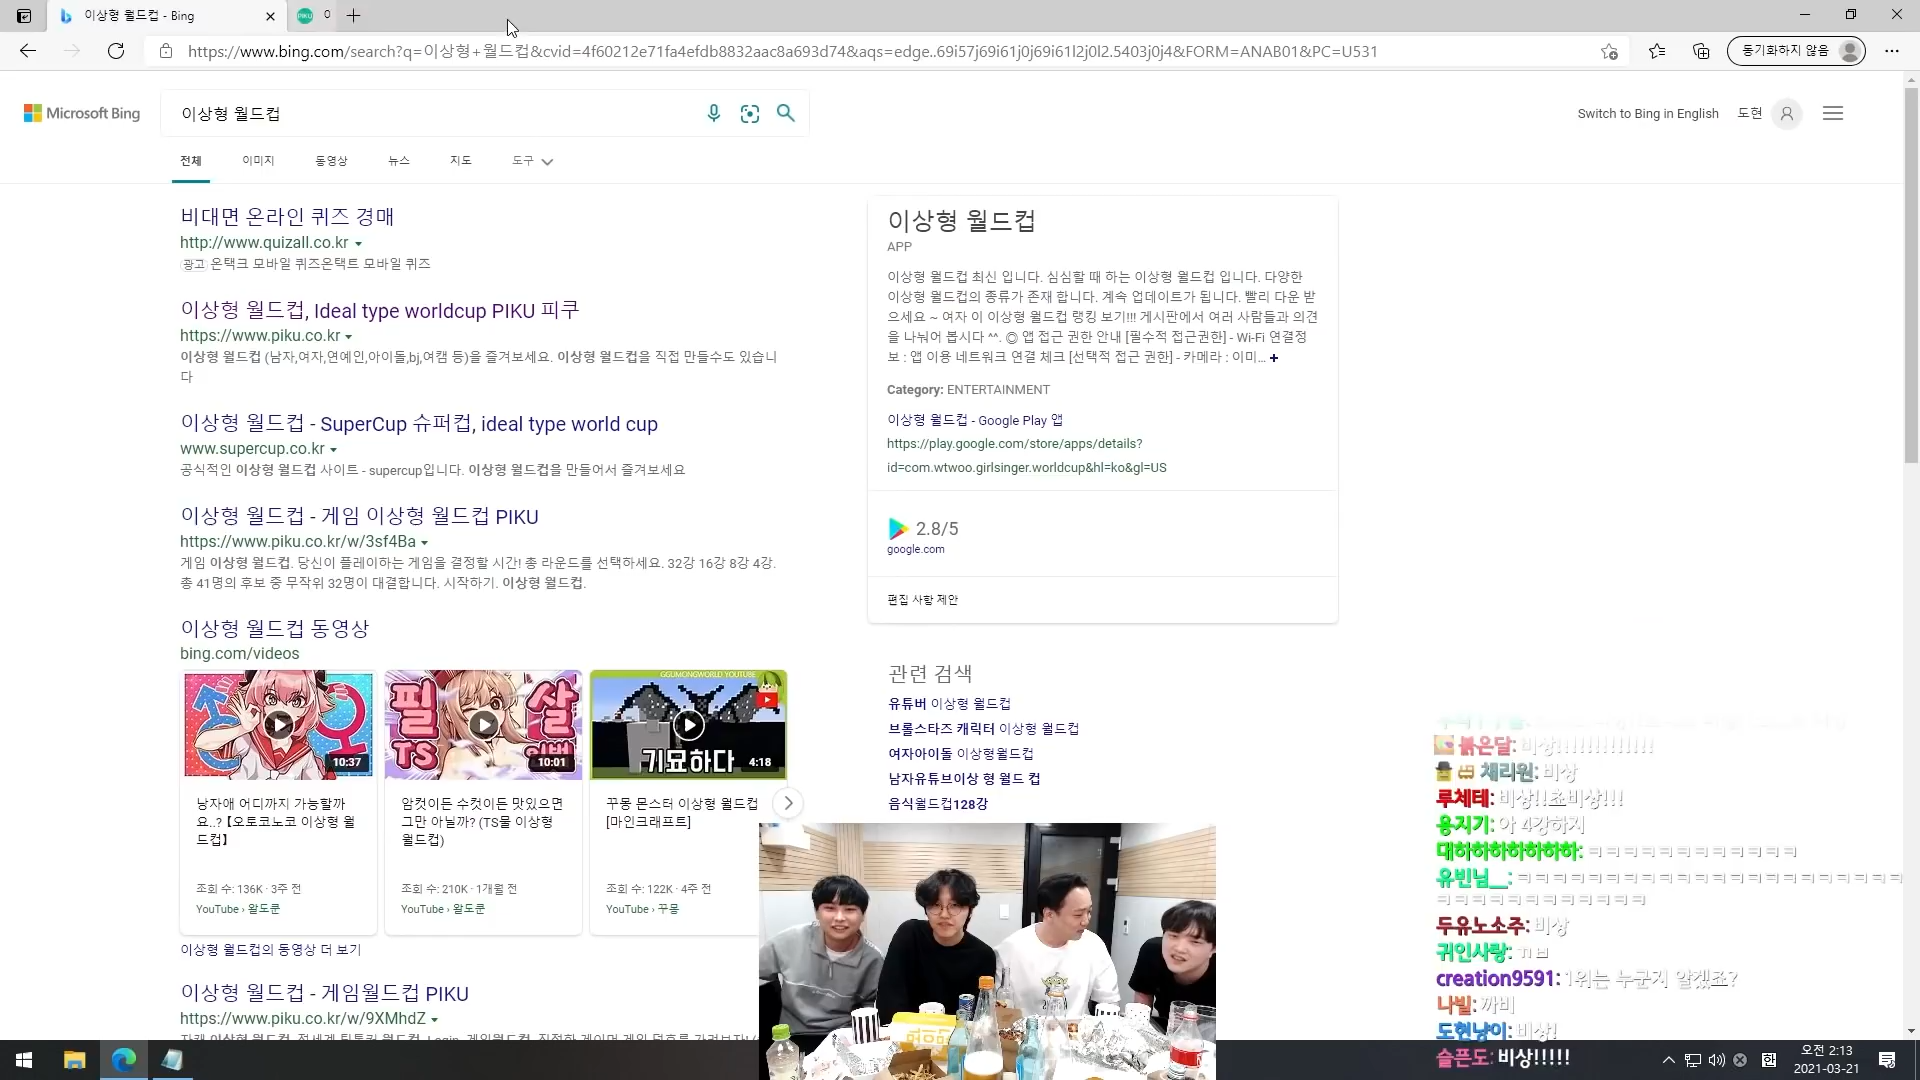 이상형 월드컵 - Bing
https://www.bing.com/search?q=이상형+월드컵&cvid=4f60212e71fa4efdb8832aac8a693d74&aqs=edge..69i57j69i61j0j69i61l2j0l2.5403j0j4&FORM=ANAB01&PC=U531
동기화하지 않음
Microsoft Bing
이상형 월드컵
Switch to Bing in English
도현
전체
이미지
동영상
뉴스
지도
도구
비대면 온라인 퀴즈 경매
http://www.quizall.co.kr
광고 온택크 모바일 퀴즈온택트 모바일 퀴즈
이상형 월드컵, Ideal type worldcup PIKU 피쿠
https://www.piku.co.kr
이상형 월드컵 (남자,여자,연예인,아이돌,bj,여캠 등)을 즐겨보세요. 이상형 월드컵을 직접 만들수도 있습니
다
이상형 월드컵 - SuperCup 슈퍼컵, ideal type world cup
www.supercup.co.kr
공식적인 이상형 월드컵 사이트 - supercup입니다. 이상형 월드컵을 만들어서 즐겨보세요
이상형 월드컵 - 게임 이상형 월드컵 PIKU
https://www.piku.co.kr/w/3sf4Ba
게임 이상형 월드컵. 당신이 플레이하는 게임을 결정할 시간! 총 라운드를 선택하세요. 32강 16강 8강 4강.
총 41명의 후보 중 무작위 32명이 대결합니다. 시작하기. 이상형 월드컵.
이상형 월드컵 동영상
bing.com/videos
10:37
필 살
TS
10:01
GGUMONGWORLD YOUTUBE
기묘하다
4:18
낭자애 어디까지 가능할까
요..? 【오토코노코 이상형 월
드컵】
조회 수: 136K · 3주 전
YouTube › 왈도쿤
암컷이든 수컷이든 맛있으면
그만 아닐까? (TS물 이상형
월드컵)
조회 수: 210K · 1개월 전
YouTube › 왈도쿤
꾸몽 몬스터 이상형 월드컵
[마인크래프트]
조회 수: 122K · 4주 전
YouTube › 꾸몽
이상형 월드컵의 동영상 더 보기
이상형 월드컵 - 게임월드컵 PIKU
https://www.piku.co.kr/w/9XMhdZ
이상형 월드컵
APP
이상형 월드컵 최신 입니다. 심심할 때 하는 이상형 월드컵 입니다. 다양한
이상형 월드컵의 종류가 존재 합니다. 계속 업데이트가 됩니다. 빨리 다운 받
으세요 ~ 여자 이 이상형 월드컵 랭킹 보기!!! 게시판에서 여러 사람들과 의견
을 나눠어 봅시다 ^^. ◎ 앱 접근 권한 안내 [필수적 접근권한] - Wi-Fi 연결정
보 : 앱 이용 네트워크 연결 체크 [선택적 접근 권한] - 카메라 : 이미... +
Category: ENTERTAINMENT
이상형 월드컵 - Google Play 앱
https://play.google.com/store/apps/details?
id=com.wtwoo.girlsinger.worldcup&hl=ko&gl=US
2.8/5
google.com
편집 사항 제안
관련 검색
유튜버 이상형 월드컵
브롤스타즈 캐릭터 이상형 월드컵
여자아이돌 이상형월드컵
남자유튜브이상 형 월드 컵
음식월드컵128강
붉은달: 비상!!!!!!!!!!!!!
채리원: 비상
루체테: 비상!!초비상!!!
용지기: 아 4강하지
대하하하하하하하: ㅋㅋㅋㅋㅋㅋㅋㅋㅋㅋㅋㅋ
유빈님__: ㅋㅋㅋㅋㅋㅋㅋㅋㅋㅋㅋㅋㅋㅋㅋㅋㅋㅋㅋㅋㅋㅋ
ㅋㅋㅋㅋㅋㅋㅋㅋㅋㅋㅋㅋ
두유노소주: 비상
귀인사랑: ㄲㅂ
creation9591: 1위는 누군지 알겠죠?
나빌: 까비
도현냥이: 비상!
슬픈도: 비상!!!!!
한
오전 2:13
2021-03-21